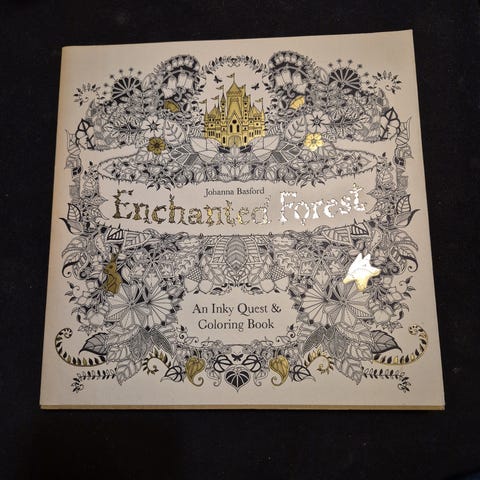 Johanna Basford
Enchanted Forest
An Inky Quest &
Coloring Book